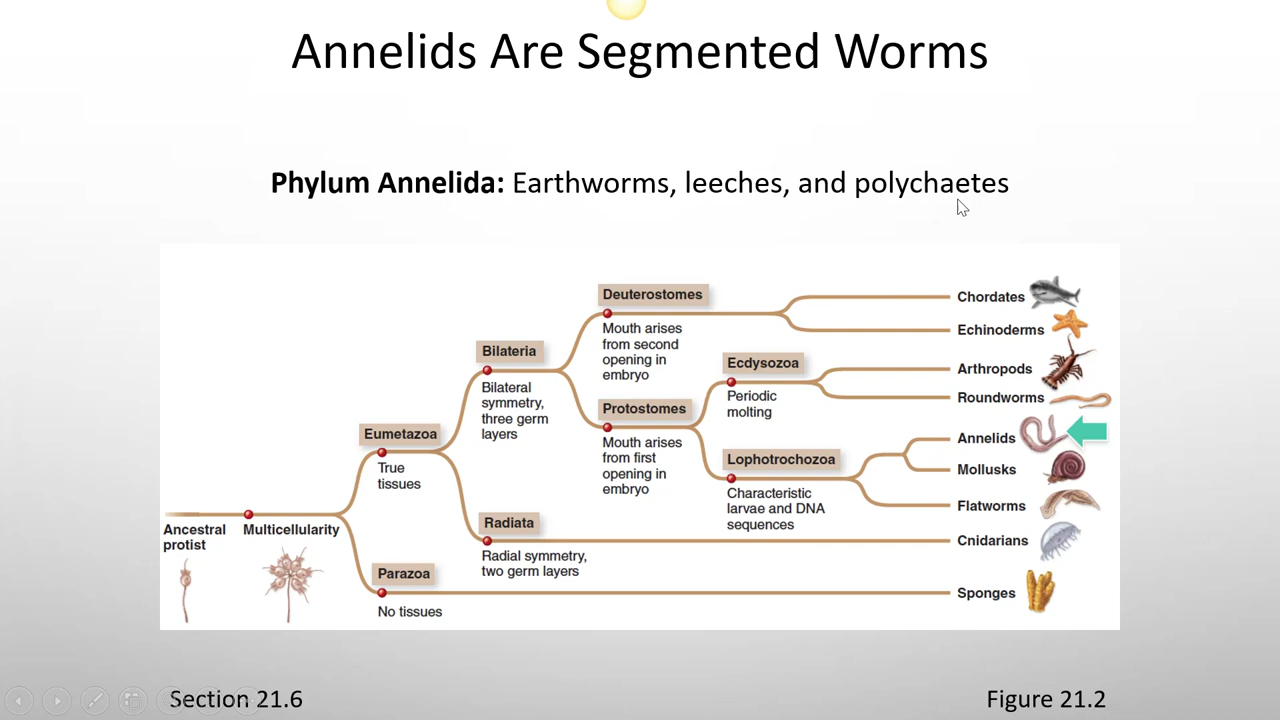 Annelids Are Segmented Worms
Phylum Annelida: Earthworms, leeches, and polychaetes
Deuterostomes
Mouth arises
from second
opening in
embryo
Chordates
Echinoderms
Bilateria
Bilateral
symmetry,
three germ
layers
Ecdysozoa
Periodic
molting
Arthropods
Roundworms
Protostomes
Mouth arises
from first
opening in
embryo
Eumetazoa
True
tissues
Lophotrochozoa
Characteristic
larvae and DNA
sequences
Annelids
Mollusks
Flatworms
Radiata
Radial symmetry,
two germ layers
Cnidarians
Ancestral
protist
Multicellularity
Parazoa
No tissues
Sponges
Section 21.6
Figure 21.2